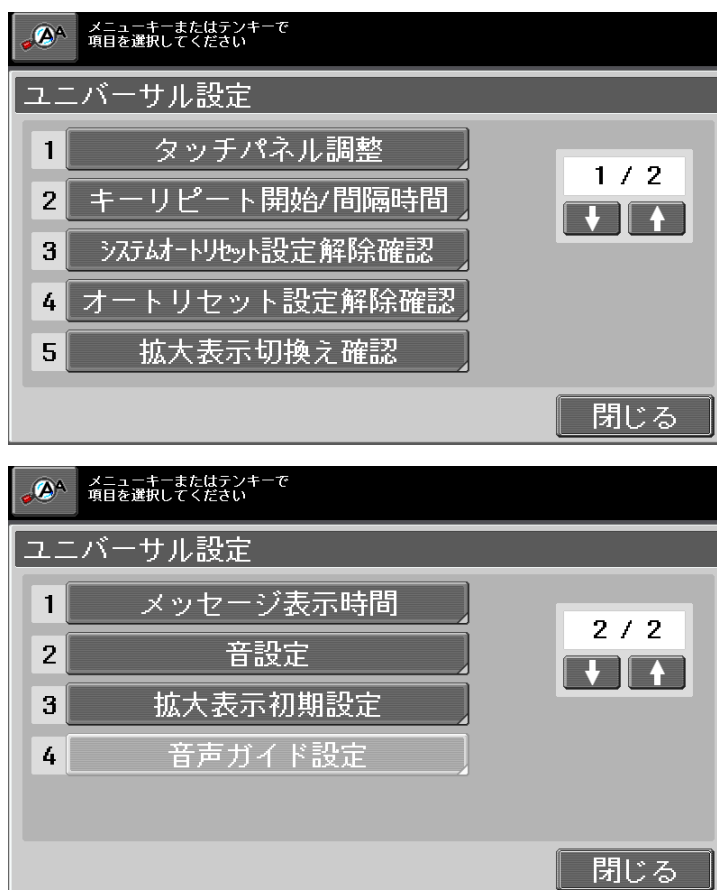 メニューキーまたはテンキーで
項目を選択してください
ユニバーサル設定
1 タッチパネル調整
2 キーリピート開始/間隔時間
3 ｼｽﾃﾑｵｰﾄﾘｾｯﾄ設定解除確認
4 オートリセット設定解除確認
5 拡大表示切換え確認
1 / 2
閉じる
メニューキーまたはテンキーで
項目を選択してください
ユニバーサル設定
1 メッセージ表示時間
2 音設定
3 拡大表示初期設定
4 音声ガイド設定
2 / 2
閉じる